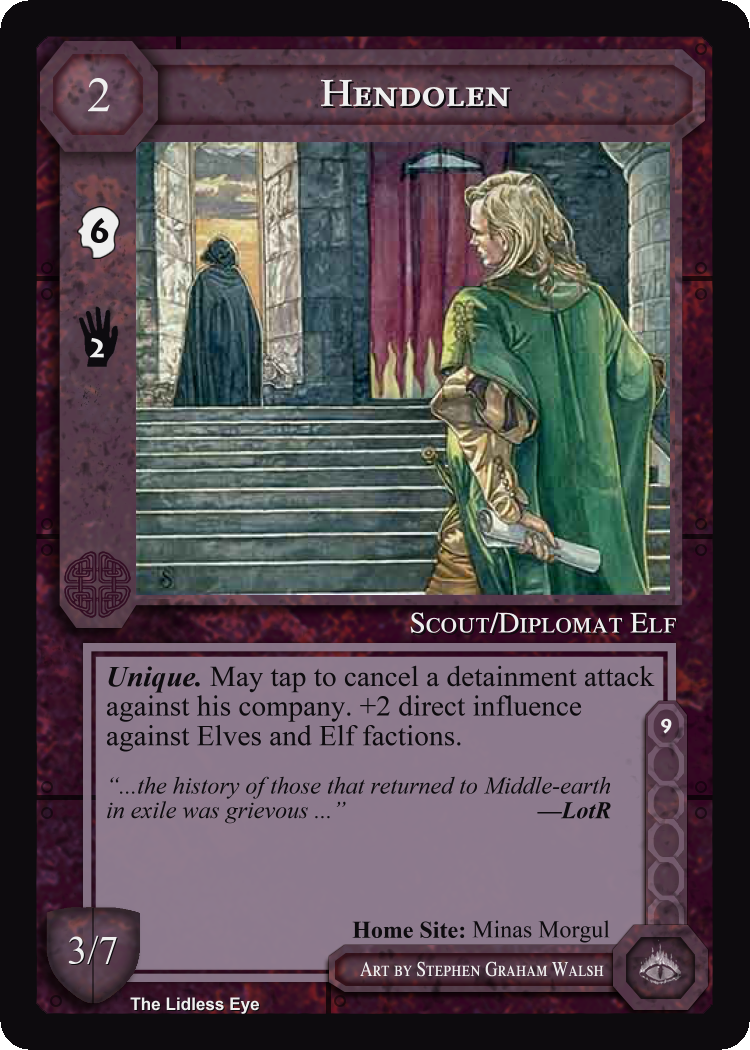 2
HENDOLEN
6
2
SCOUT/DIPLOMAT ELF
Unique. May tap to cancel a detainment attack
against his company. +2 direct influence
against Elves and Elf factions.
9
“...the history of those that returned to Middle-earth
in exile was grievous ...” —LotR
Home Site: Minas Morgul
3/7
ART BY STEPHEN GRAHAM WALSH
The Lidless Eye